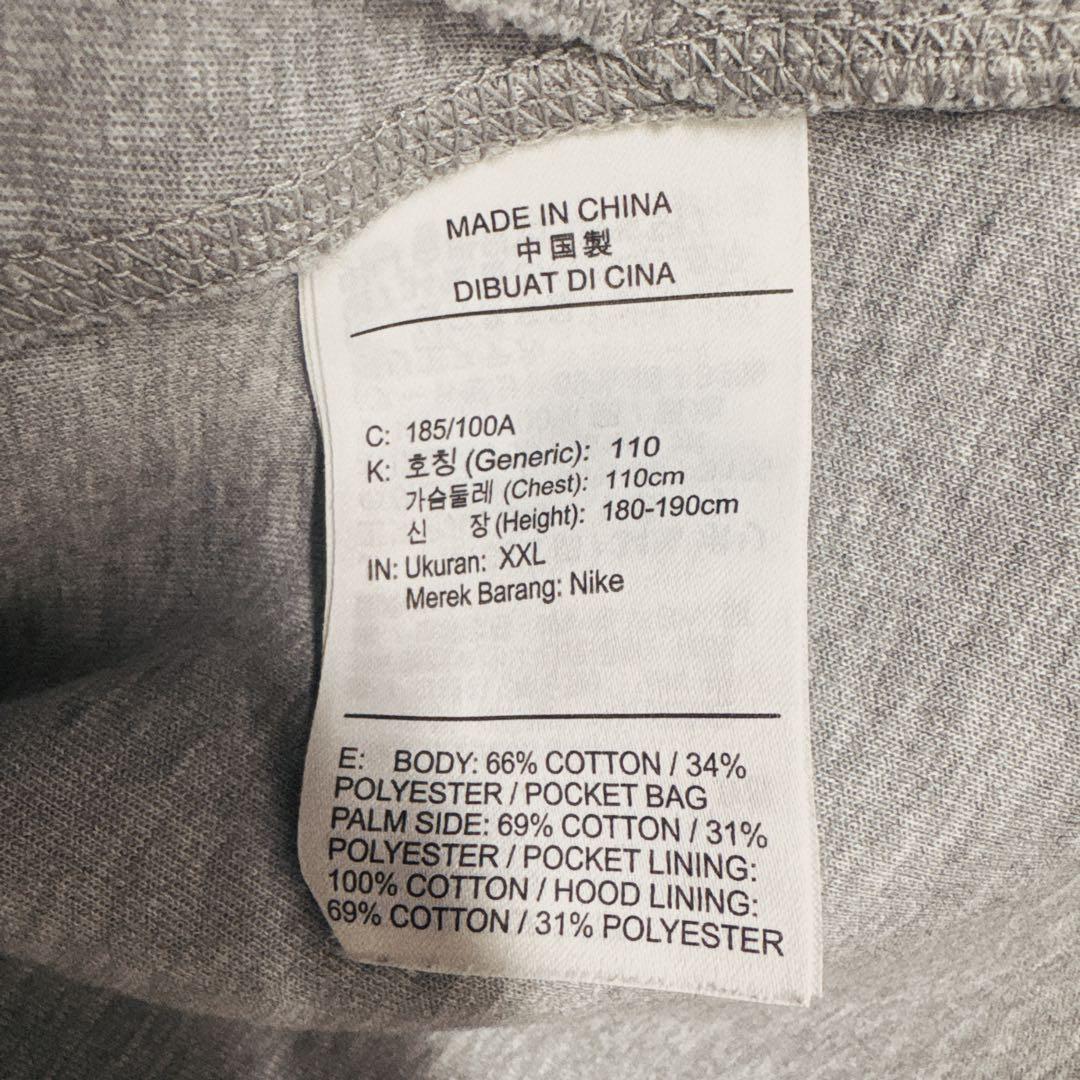 MADE IN CHINA
中国製
DIBUAT DI CINA
C: 185/100A
K: 호칭 (Generic): 110
가슴둘레 (Chest): 110cm
신 장 (Height): 180-190cm
IN: Ukuran: XXL
Merek Barang: Nike
E: BODY: 66% COTTON / 34%
POLYESTER / POCKET BAG
PALM SIDE: 69% COTTON / 31%
POLYESTER / POCKET LINING:
100% COTTON / HOOD LINING:
69% COTTON / 31% POLYESTER